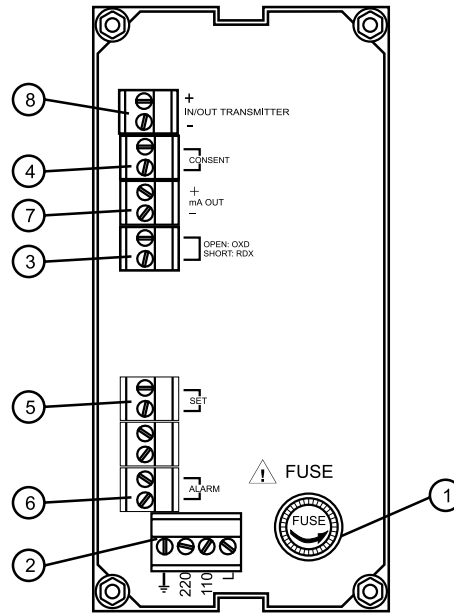 8
+
IN/OUT TRANSMITTER
-
4
CONSENT
7
+
mA OUT
-
3
OPEN: OXD
SHORT: RDX
5
SET
6
ALARM
! FUSE
1
FUSE
2
220
110
L